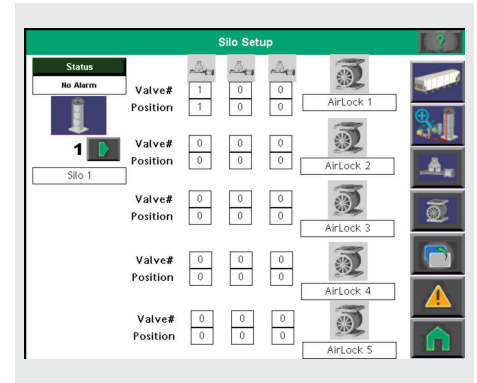 Silo Setup
?
Status
No Alarm
1
Silo 1
Valve# 1 0 0
Position 1 0 0
AirLock 1
Valve# 0 0 0
Position 0 0 0
AirLock 2
Valve# 0 0 0
Position 0 0 0
AirLock 3
Valve# 0 0 0
Position 0 0 0
AirLock 4
Valve# 0 0 0
Position 0 0 0
AirLock 5